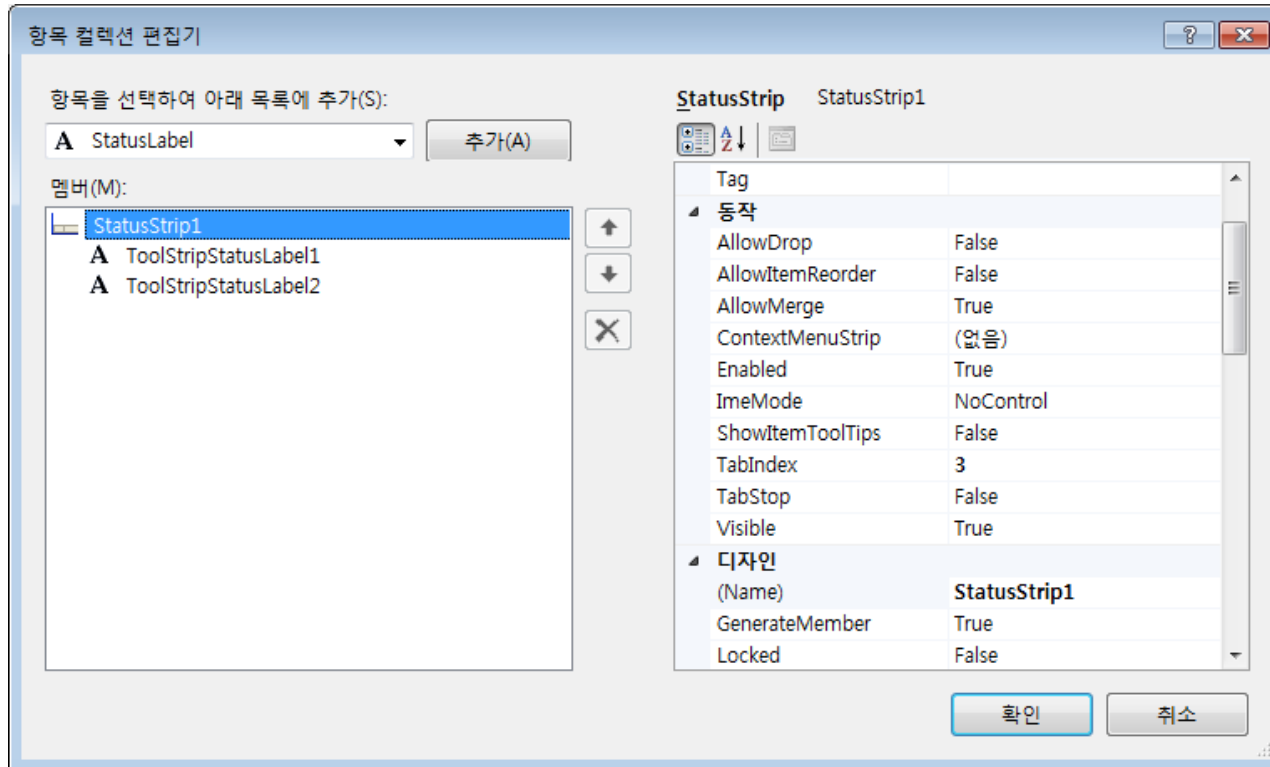 항목 컬렉션 편집기
항목을 선택하여 아래 목록에 추가(S):
A StatusLabel
추가(A)
멤버(M):
StatusStrip1
A ToolStripStatusLabel1
A ToolStripStatusLabel2
StatusStrip StatusStrip1
Tag
동작
AllowDrop False
AllowItemReorder False
AllowMerge True
ContextMenuStrip (없음)
Enabled True
ImeMode NoControl
ShowItemToolTips False
TabIndex 3
TabStop False
Visible True
디자인
(Name) StatusStrip1
GenerateMember True
Locked False
확인
취소